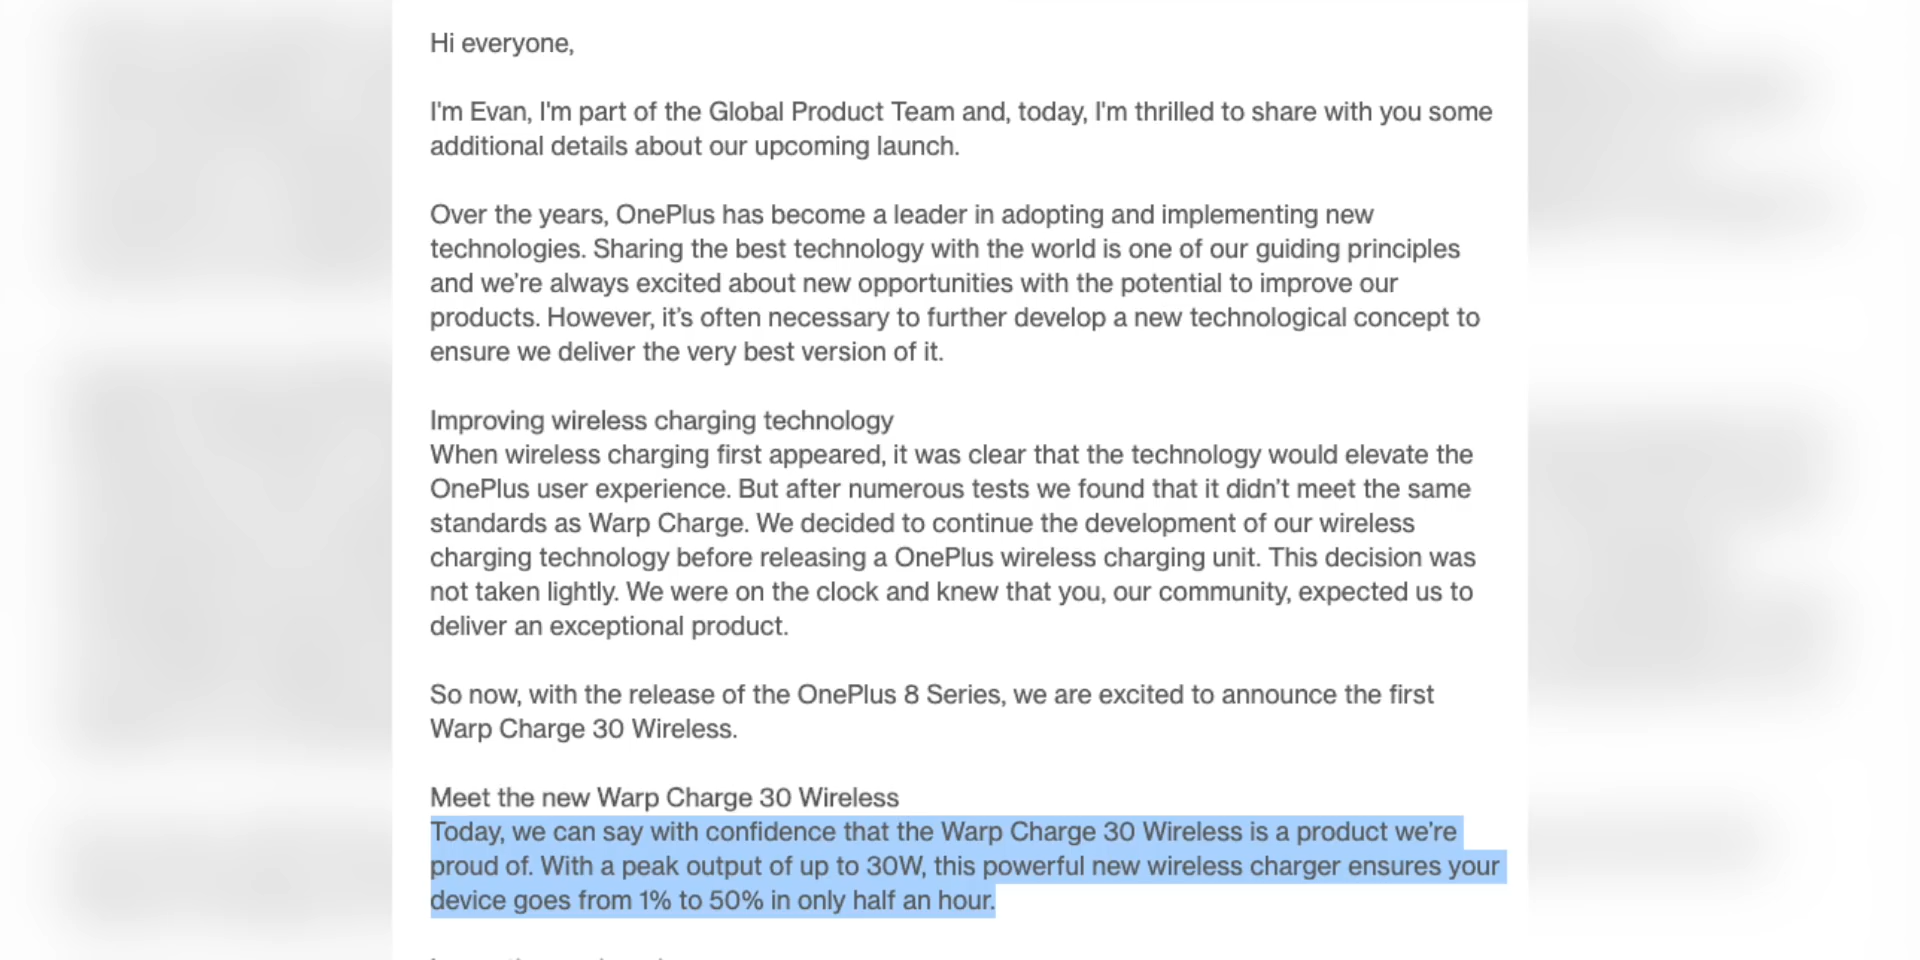 Hi everyone,
I'm Evan, I'm part of the Global Product Team and, today, I'm thrilled to share with you some
additional details about our upcoming launch.
Over the years, OnePlus has become a leader in adopting and implementing new
technologies. Sharing the best technology with the world is one of our guiding principles
and we’re always excited about new opportunities with the potential to improve our
products. However, it’s often necessary to further develop a new technological concept to
ensure we deliver the very best version of it.
Improving wireless charging technology
When wireless charging first appeared, it was clear that the technology would elevate the
OnePlus user experience. But after numerous tests we found that it didn’t meet the same
standards as Warp Charge. We decided to continue the development of our wireless
charging technology before releasing a OnePlus wireless charging unit. This decision was
not taken lightly. We were on the clock and knew that you, our community, expected us to
deliver an exceptional product.
So now, with the release of the OnePlus 8 Series, we are excited to announce the first
Warp Charge 30 Wireless.
Meet the new Warp Charge 30 Wireless
Today, we can say with confidence that the Warp Charge 30 Wireless is a product we’re
proud of. With a peak output of up to 30W, this powerful new wireless charger ensures your
device goes from 1% to 50% in only half an hour.